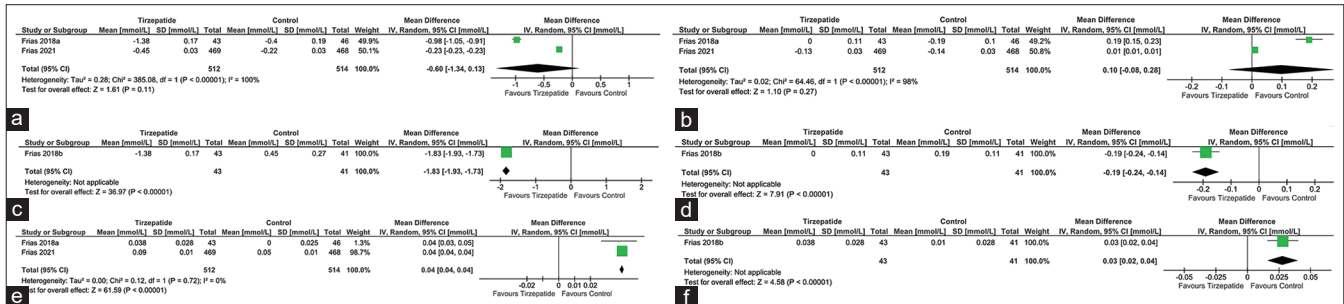 Tirzepatide Control Mean Difference Mean Difference
Study or Subgroup Mean [mmol/L] SD [mmol/L] Total Mean [mmol/L] SD [mmol/L] Total Weight IV, Random, 95% CI [mmol/L] IV, Random, 95% CI [mmol/L]
Frias 2018a -1.38 0.17 43 -0.4 0.19 46 49.9% -0.98 [-1.05, -0.91]
Frias 2021 -0.45 0.03 469 -0.22 0.03 468 50.1% -0.23 [-0.23, -0.23]
Total (95% CI) 512 514 100.0% -0.60 [-1.34, 0.13]
Heterogeneity: Tau² = 0.28; Chi² = 385.08, df = 1 (P < 0.00001); I² = 100%
Test for overall effect: Z = 1.61 (P = 0.11)
-1 -0.5 0 0.5 1
Favours Tirzepatide Favours Control
a
Tirzepatide Control Mean Difference Mean Difference
Study or Subgroup Mean [mmol/L] SD [mmol/L] Total Mean [mmol/L] SD [mmol/L] Total Weight IV, Random, 95% CI [mmol/L] IV, Random, 95% CI [mmol/L]
Frias 2018a 0 0.11 43 -0.19 0.1 46 49.2% 0.19 [0.15, 0.23]
Frias 2021 -0.13 0.03 469 -0.14 0.03 468 50.8% 0.01 [0.01, 0.01]
Total (95% CI) 512 514 100.0% 0.10 [-0.08, 0.28]
Heterogeneity: Tau² = 0.02; Chi² = 64.46, df = 1 (P < 0.00001); I² = 98%
Test for overall effect: Z = 1.10 (P = 0.27)
-0.2 -0.1 0 0.1 0.2
Favours Tirzepatide Favours Control
b
Tirzepatide Control Mean Difference Mean Difference
Study or Subgroup Mean [mmol/L] SD [mmol/L] Total Mean [mmol/L] SD [mmol/L] Total Weight IV, Random, 95% CI [mmol/L] IV, Random, 95% CI [mmol/L]
Frias 2018b -1.38 0.17 43 0.45 0.27 41 100.0% -1.83 [-1.93, -1.73]
Total (95% CI) 43 41 100.0% -1.83 [-1.93, -1.73]
Heterogeneity: Not applicable
Test for overall effect: Z = 36.97 (P < 0.00001)
-2 -1 0 1 2
Favours Tirzepatide Favours Control
c
Tirzepatide Control Mean Difference Mean Difference
Study or Subgroup Mean [mmol/L] SD [mmol/L] Total Mean [mmol/L] SD [mmol/L] Total Weight IV, Random, 95% CI [mmol/L] IV, Random, 95% CI [mmol/L]
Frias 2018b 0 0.11 43 0.19 0.11 41 100.0% -0.19 [-0.24, -0.14]
Total (95% CI) 43 41 100.0% -0.19 [-0.24, -0.14]
Heterogeneity: Not applicable
Test for overall effect: Z = 7.91 (P < 0.00001)
-0.2 -0.1 0 0.1 0.2
Favours Tirzepatide Favours Control
d
Tirzepatide Control Mean Difference Mean Difference
Study or Subgroup Mean [mmol/L] SD [mmol/L] Total Mean [mmol/L] SD [mmol/L] Total Weight IV, Random, 95% CI [mmol/L] IV, Random, 95% CI [mmol/L]
Frias 2018a 0.038 0.028 43 0 0.025 46 1.3% 0.04 [0.03, 0.05]
Frias 2021 0.09 0.01 469 0.05 0.01 468 98.7% 0.04 [0.04, 0.04]
Total (95% CI) 512 514 100.0% 0.04 [0.04, 0.04]
Heterogeneity: Tau² = 0.00; Chi² = 0.12, df = 1 (P = 0.72); I² = 0%
Test for overall effect: Z = 61.59 (P < 0.00001)
0 0.01 0.02
Favours Tirzepatide Favours Control
e
Tirzepatide Control Mean Difference Mean Difference
Study or Subgroup Mean [mmol/L] SD [mmol/L] Total Mean [mmol/L] SD [mmol/L] Total Weight IV, Random, 95% CI [mmol/L] IV, Random, 95% CI [mmol/L]
Frias 2018b 0.038 0.028 43 0.01 0.028 41 100.0% 0.03 [0.02, 0.04]
Total (95% CI) 43 41 100.0% 0.03 [0.02, 0.04]
Heterogeneity: Not applicable
Test for overall effect: Z = 4.58 (P < 0.00001)
-0.05 -0.025 0 0.025 0.05
Favours Tirzepatide Favours Control
f